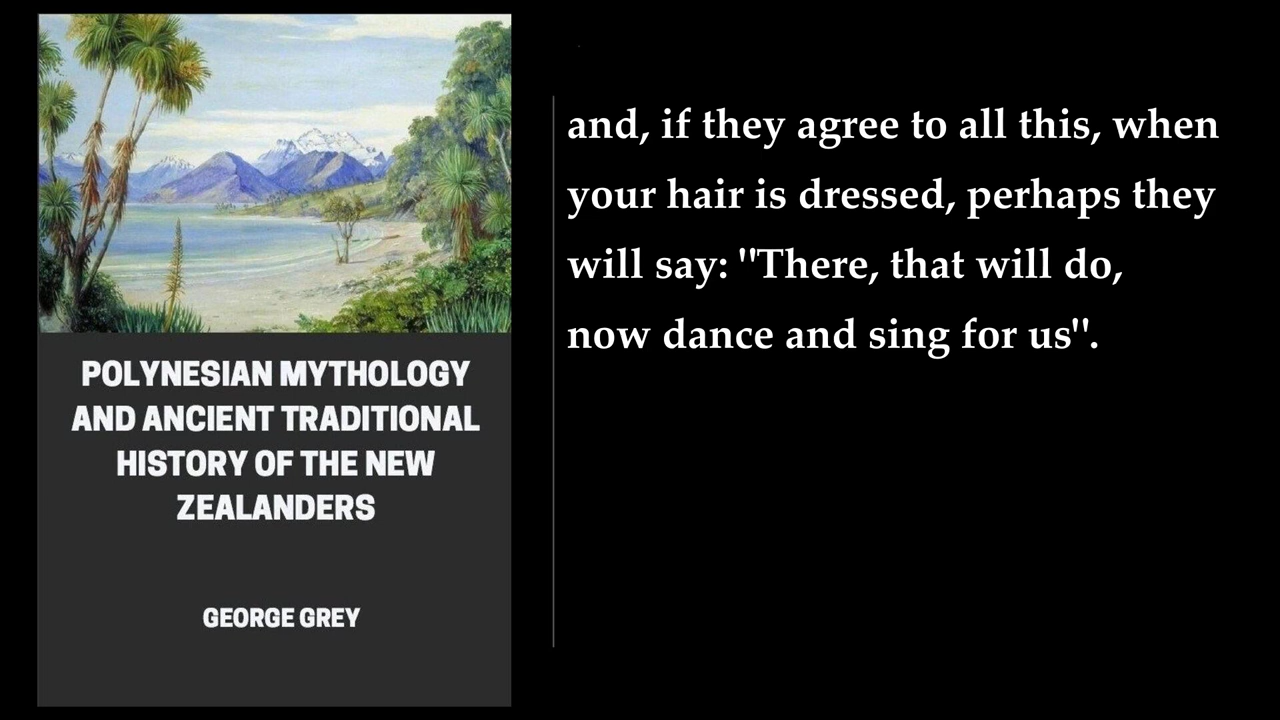 POLYNESIAN MYTHOLOGY
AND ANCIENT TRADITIONAL
HISTORY OF THE NEW
ZEALANDERS
GEORGE GREY
and, if they agree to all this, when
your hair is dressed, perhaps they
will say: "There, that will do,
now dance and sing for us".